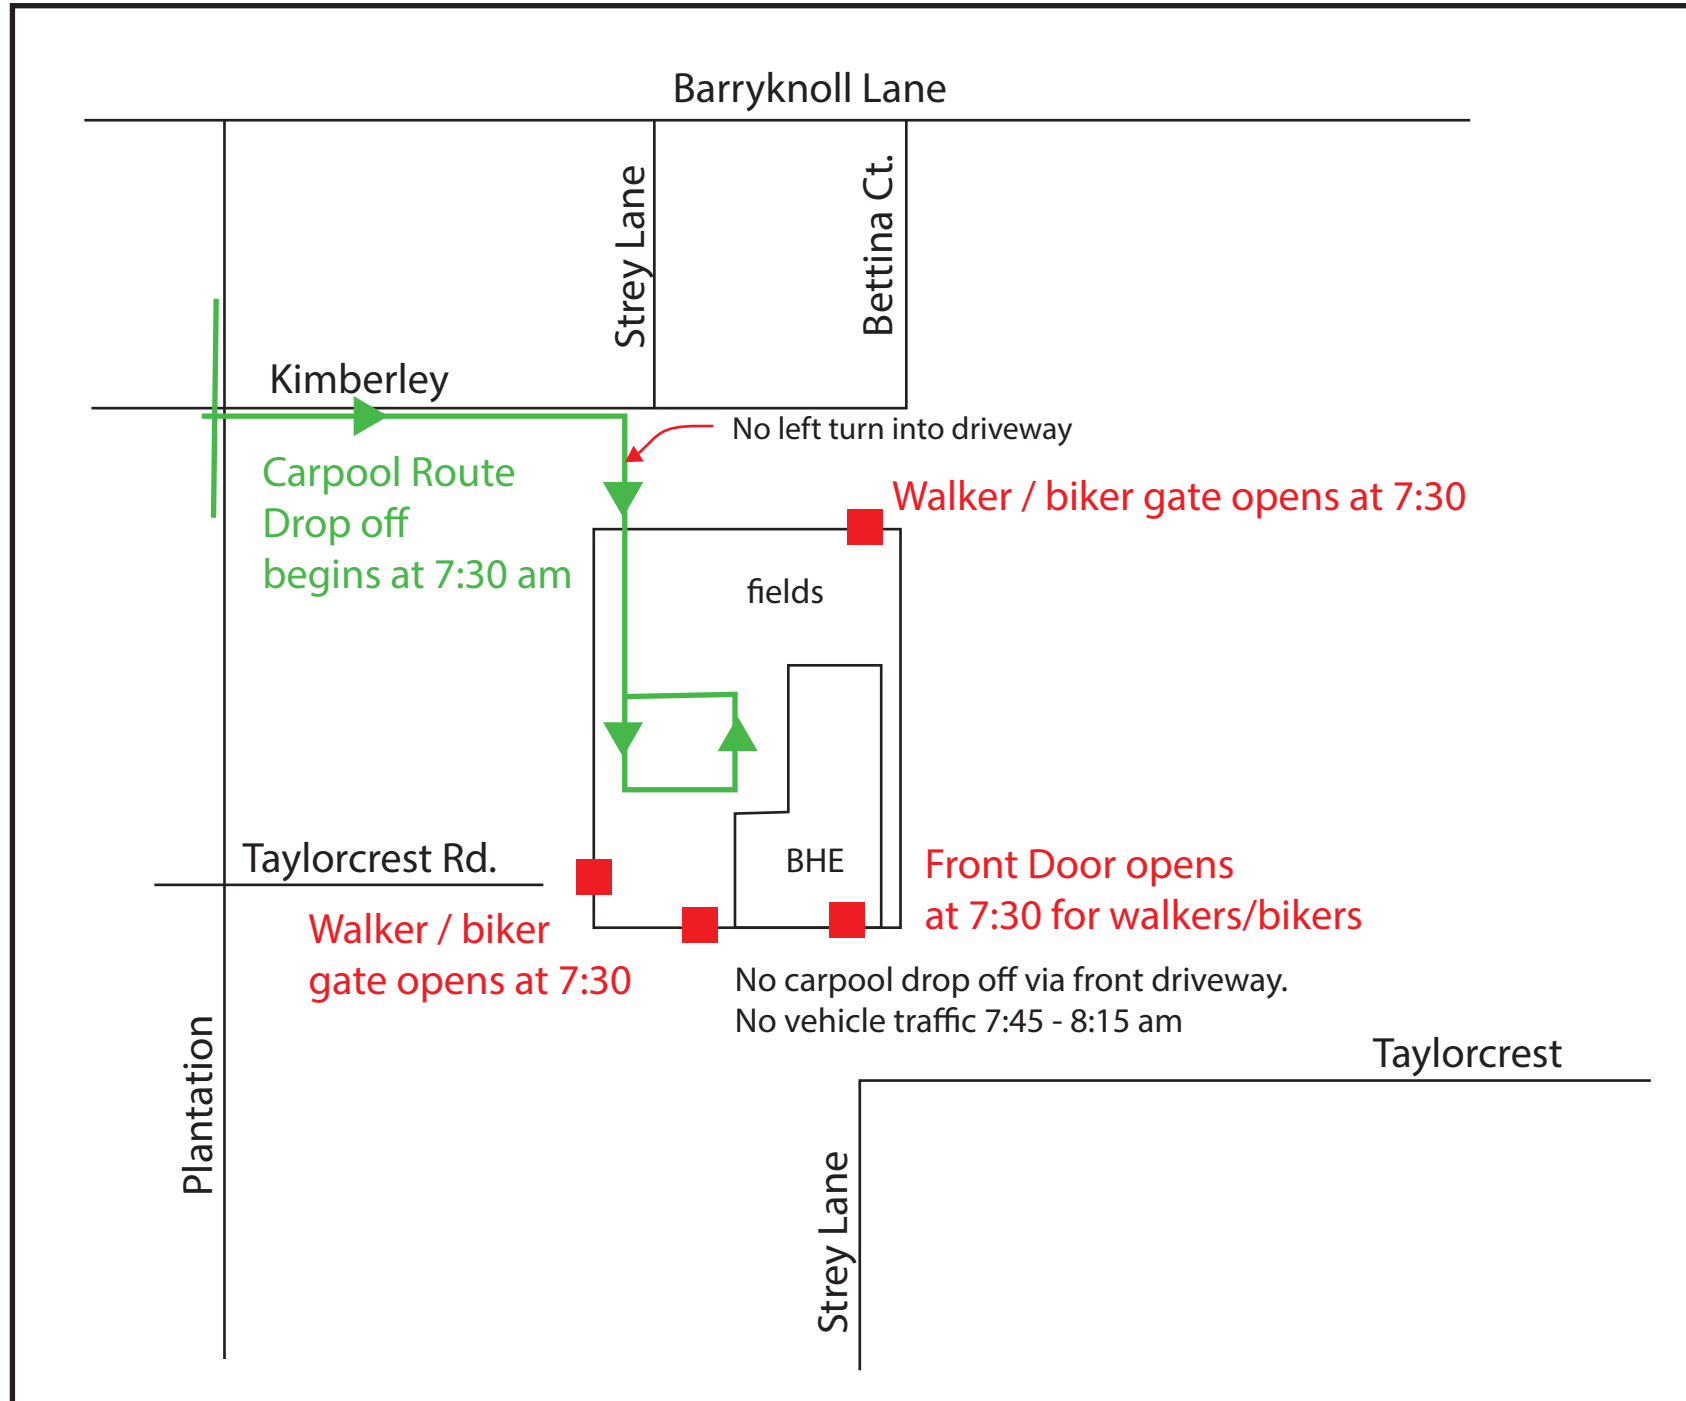 Barryknoll Lane
Strey Lane
Bettina Ct.
Kimberley
No left turn into driveway
Carpool Route
Drop off
begins at 7:30 am
Walker / biker gate opens at 7:30
fields
Taylorcrest Rd.
BHE
Front Door opens
at 7:30 for walkers/bikers
Walker / biker
gate opens at 7:30
No carpool drop off via front driveway.
No vehicle traffic 7:45 - 8:15 am
Plantation
Taylorcrest
Strey Lane